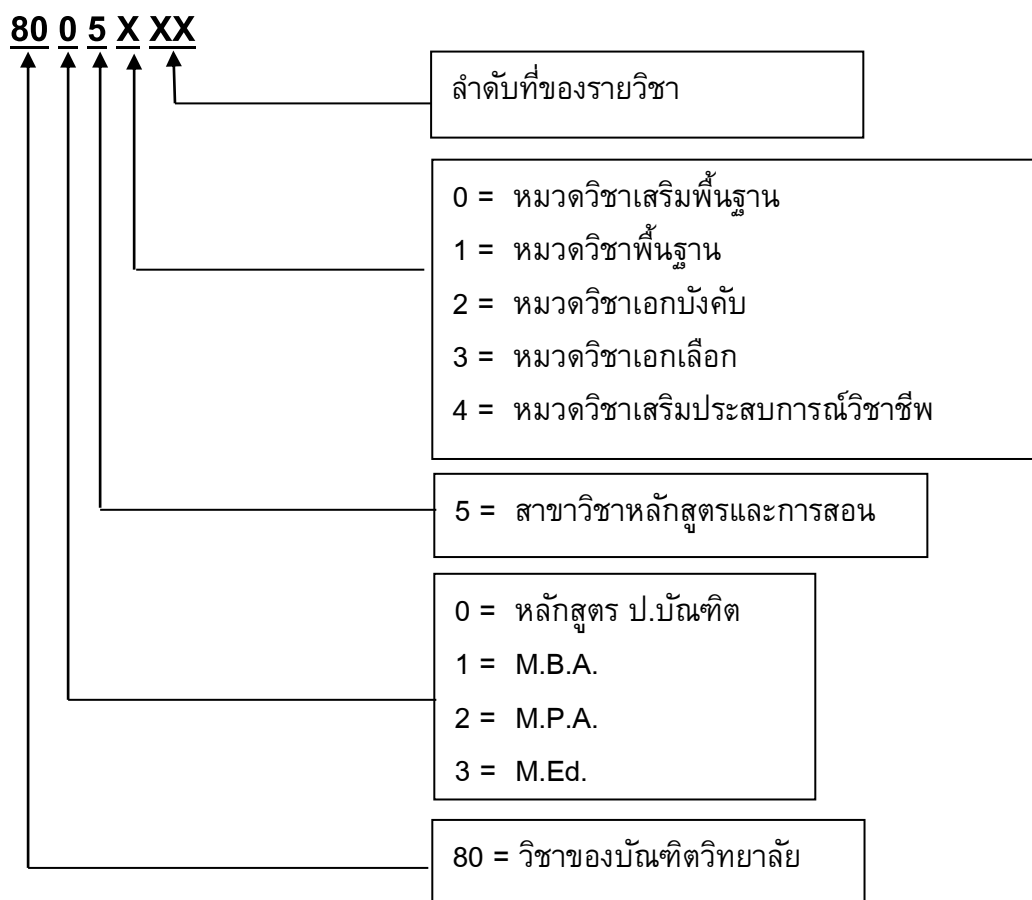 80 0 5 X XX
ลำดับที่ของรายวิชา
0 = หมวดวิชาเสริมพื้นฐาน
1 = หมวดวิชาพื้นฐาน
2 = หมวดวิชาเอกบังคับ
3 = หมวดวิชาเอกเลือก
4 = หมวดวิชาเสริมประสบการณ์วิชาชีพ
5 = สาขาวิชาหลักสูตรและการสอน
0 = หลักสูตร ป.บัณฑิต
1 = M.B.A.
2 = M.P.A.
3 = M.Ed.
80 = วิชาของบัณฑิตวิทยาลัย